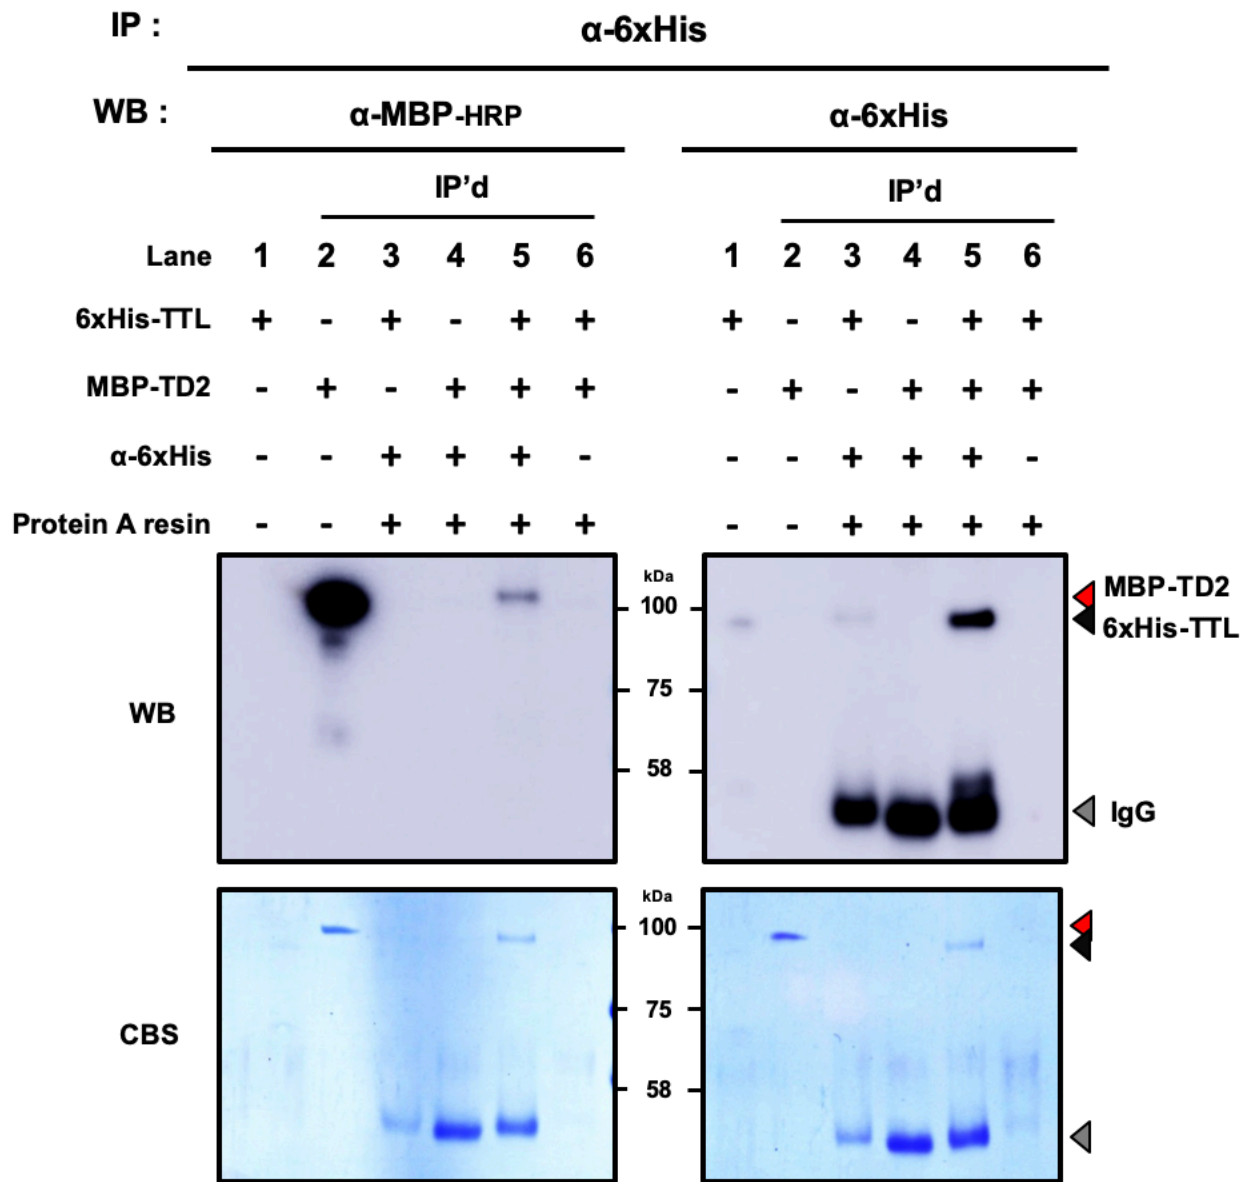 IP : α-6xHis
WB : α-MBP-HRP α-6xHis
IP'd IP'd
Lane 1 2 3 4 5 6 1 2 3 4 5 6
6xHis-TTL + - + - + + + - + - + +
MBP-TD2 - + - + + + - + - + + +
α-6xHis - - + + + - - - + + + -
Protein A resin - - + + + + - - + + + +
kDa
100
75
58
MBP-TD2
6xHis-TTL
WB
IgG
kDa
100
75
58
CBS